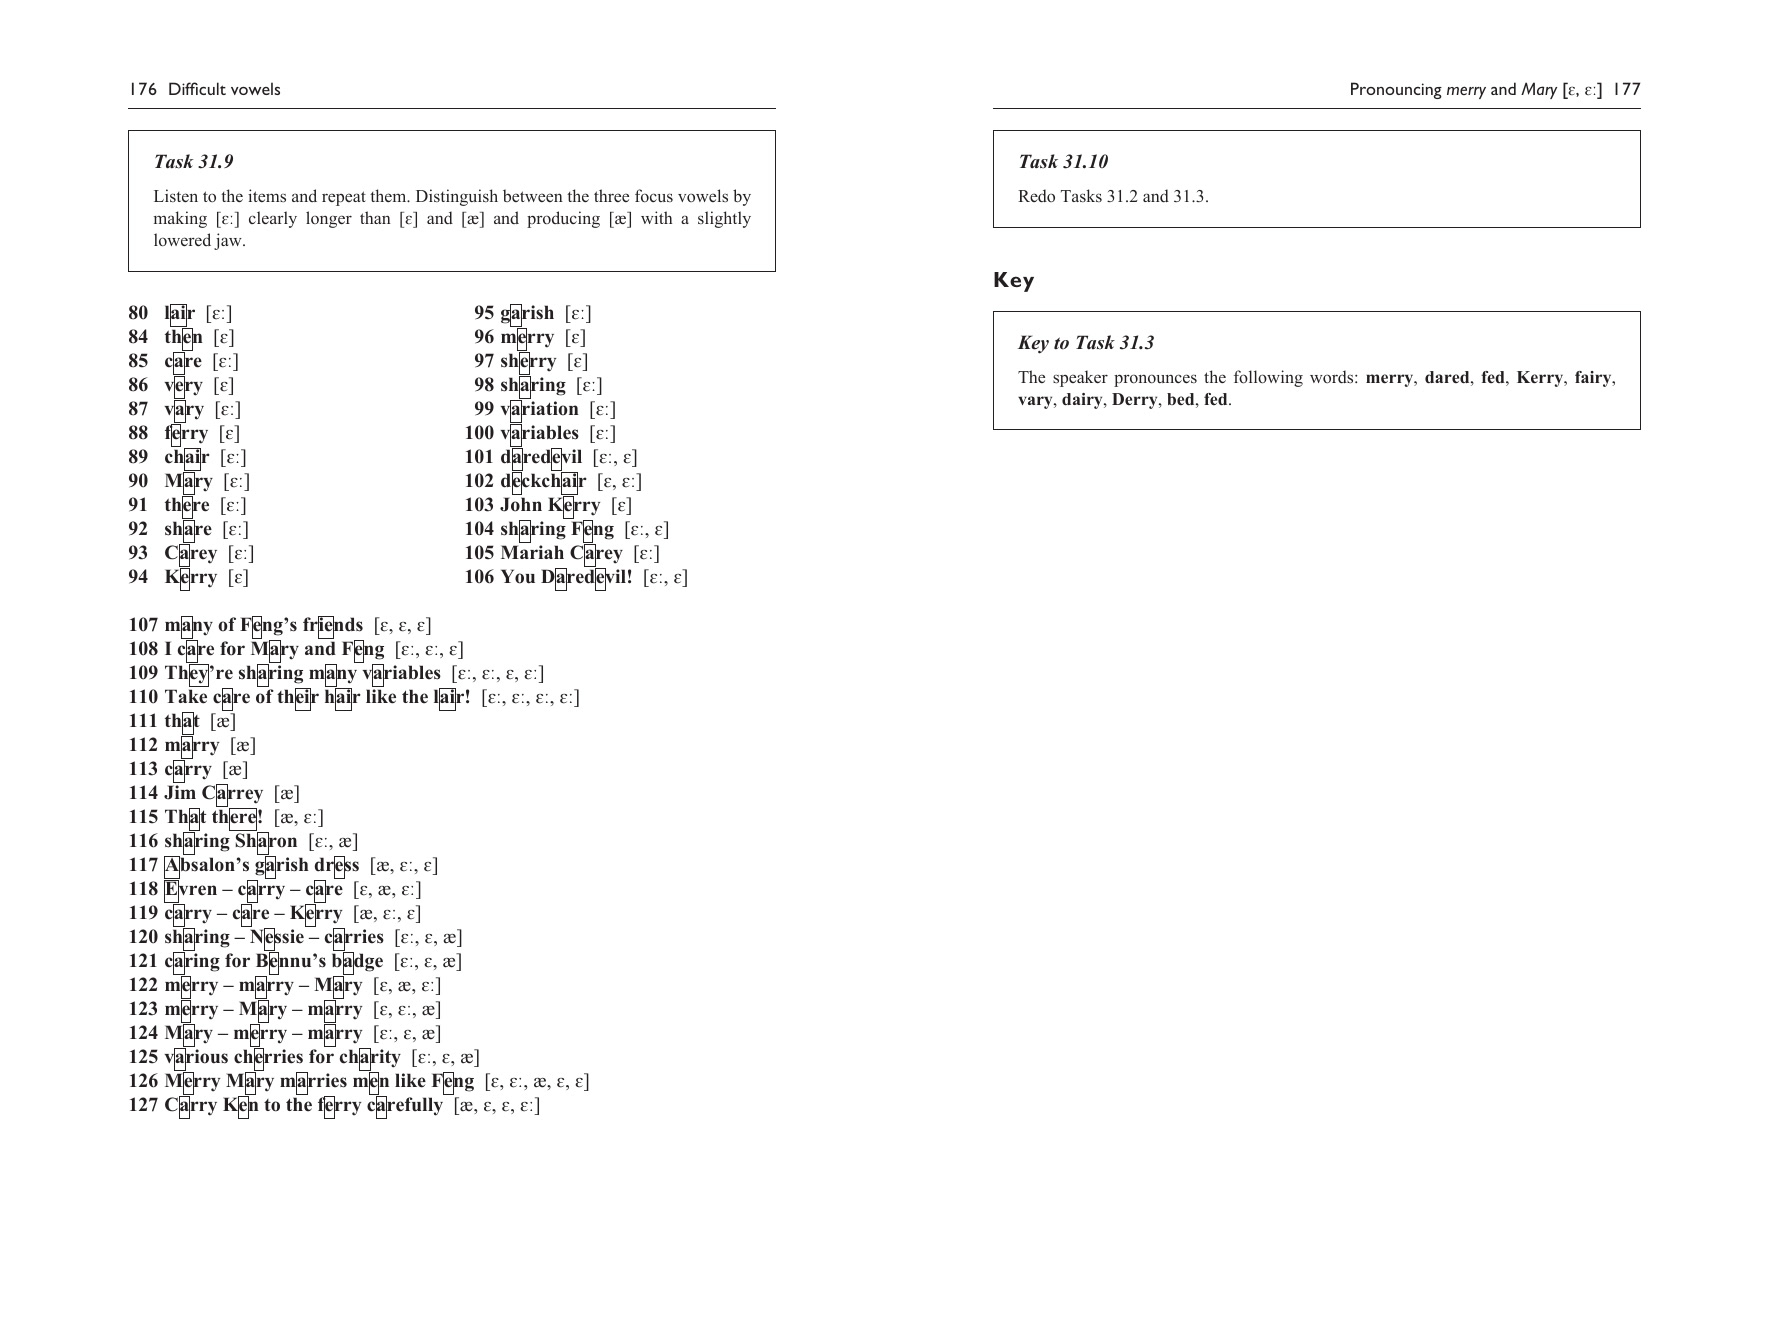 176 Difficult vowels
Task 31.9
Listen to the items and repeat them. Distinguish between the three focus vowels by
making [ɛː] clearly longer than [ɛ] and [æ] and producing [æ] with a slightly
lowered jaw.
80 lair [ɛː]
84 then [ɛ]
85 care [ɛː]
86 very [ɛ]
87 vary [ɛː]
88 ferry [ɛ]
89 chair [ɛː]
90 Mary [ɛː]
91 there [ɛː]
92 share [ɛː]
93 Carey [ɛː]
94 Kerry [ɛ]
95 garish [ɛː]
96 merry [ɛ]
97 sherry [ɛ]
98 sharing [ɛː]
99 variation [ɛː]
100 variables [ɛː]
101 daredevil [ɛː, ɛ]
102 deckchair [ɛ, ɛː]
103 John Kerry [ɛ]
104 sharing Feng [ɛː, ɛ]
105 Mariah Carey [ɛː]
106 You Daredevil! [ɛː, ɛ]
107 many of Feng’s friends [ɛ, ɛ, ɛ]
108 I care for Mary and Feng [ɛː, ɛː, ɛ]
109 They’re sharing many variables [ɛː, ɛː, ɛ, ɛː]
110 Take care of their hair like the lair! [ɛː, ɛː, ɛː, ɛː]
111 that [æ]
112 marry [æ]
113 carry [æ]
114 Jim Carrey [æ]
115 That there! [æ, ɛː]
116 sharing Sharon [ɛː, æ]
117 Absalon’s garish dress [æ, ɛː, ɛ]
118 Evren – carry – care [ɛ, æ, ɛː]
119 carry – care – Kerry [æ, ɛː, ɛ]
120 sharing – Nessie – carries [ɛː, ɛ, æ]
121 caring for Bennu’s badge [ɛː, ɛ, æ]
122 merry – marry – Mary [ɛ, æ, ɛː]
123 merry – Mary – marry [ɛ, ɛː, æ]
124 Mary – merry – marry [ɛː, ɛ, æ]
125 various cherries for charity [ɛː, ɛ, æ]
126 Merry Mary marries men like Feng [ɛ, ɛː, æ, ɛ, ɛ]
127 Carry Ken to the ferry carefully [æ, ɛ, ɛ, ɛː]
Pronouncing merry and Mary [ɛ, ɛː] 177
Task 31.10
Redo Tasks 31.2 and 31.3.
Key
Key to Task 31.3
The speaker pronounces the following words: merry, dared, fed, Kerry, fairy,
vary, dairy, Derry, bed, fed.